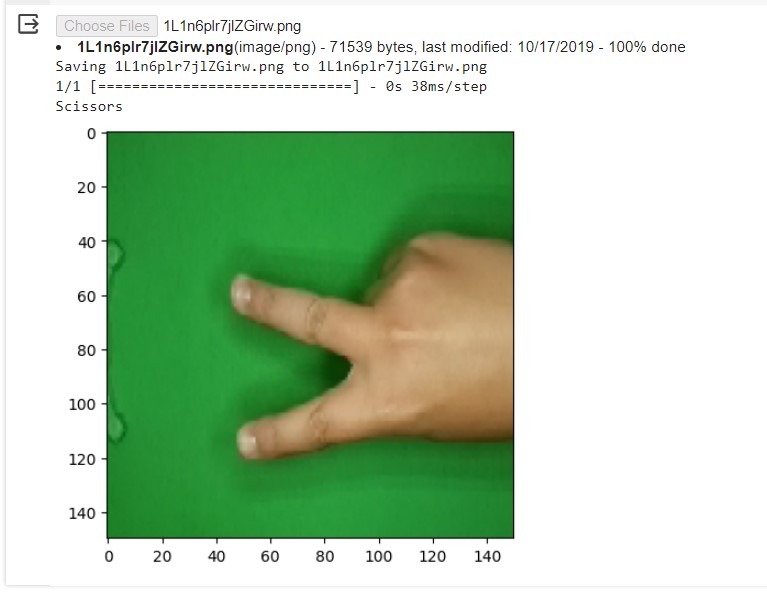 Choose Files 1L1n6plr7jlZGirw.png
1L1n6plr7jlZGirw.png(image/png) - 71539 bytes, last modified: 10/17/2019 - 100% done
Saving 1L1n6plr7jlZGirw.png to 1L1n6plr7jlZGirw.png
1/1 [==============================] - 0s 38ms/step
Scissors
0
20
40
60
80
100
120
140
0 20 40 60 80 100 120 140